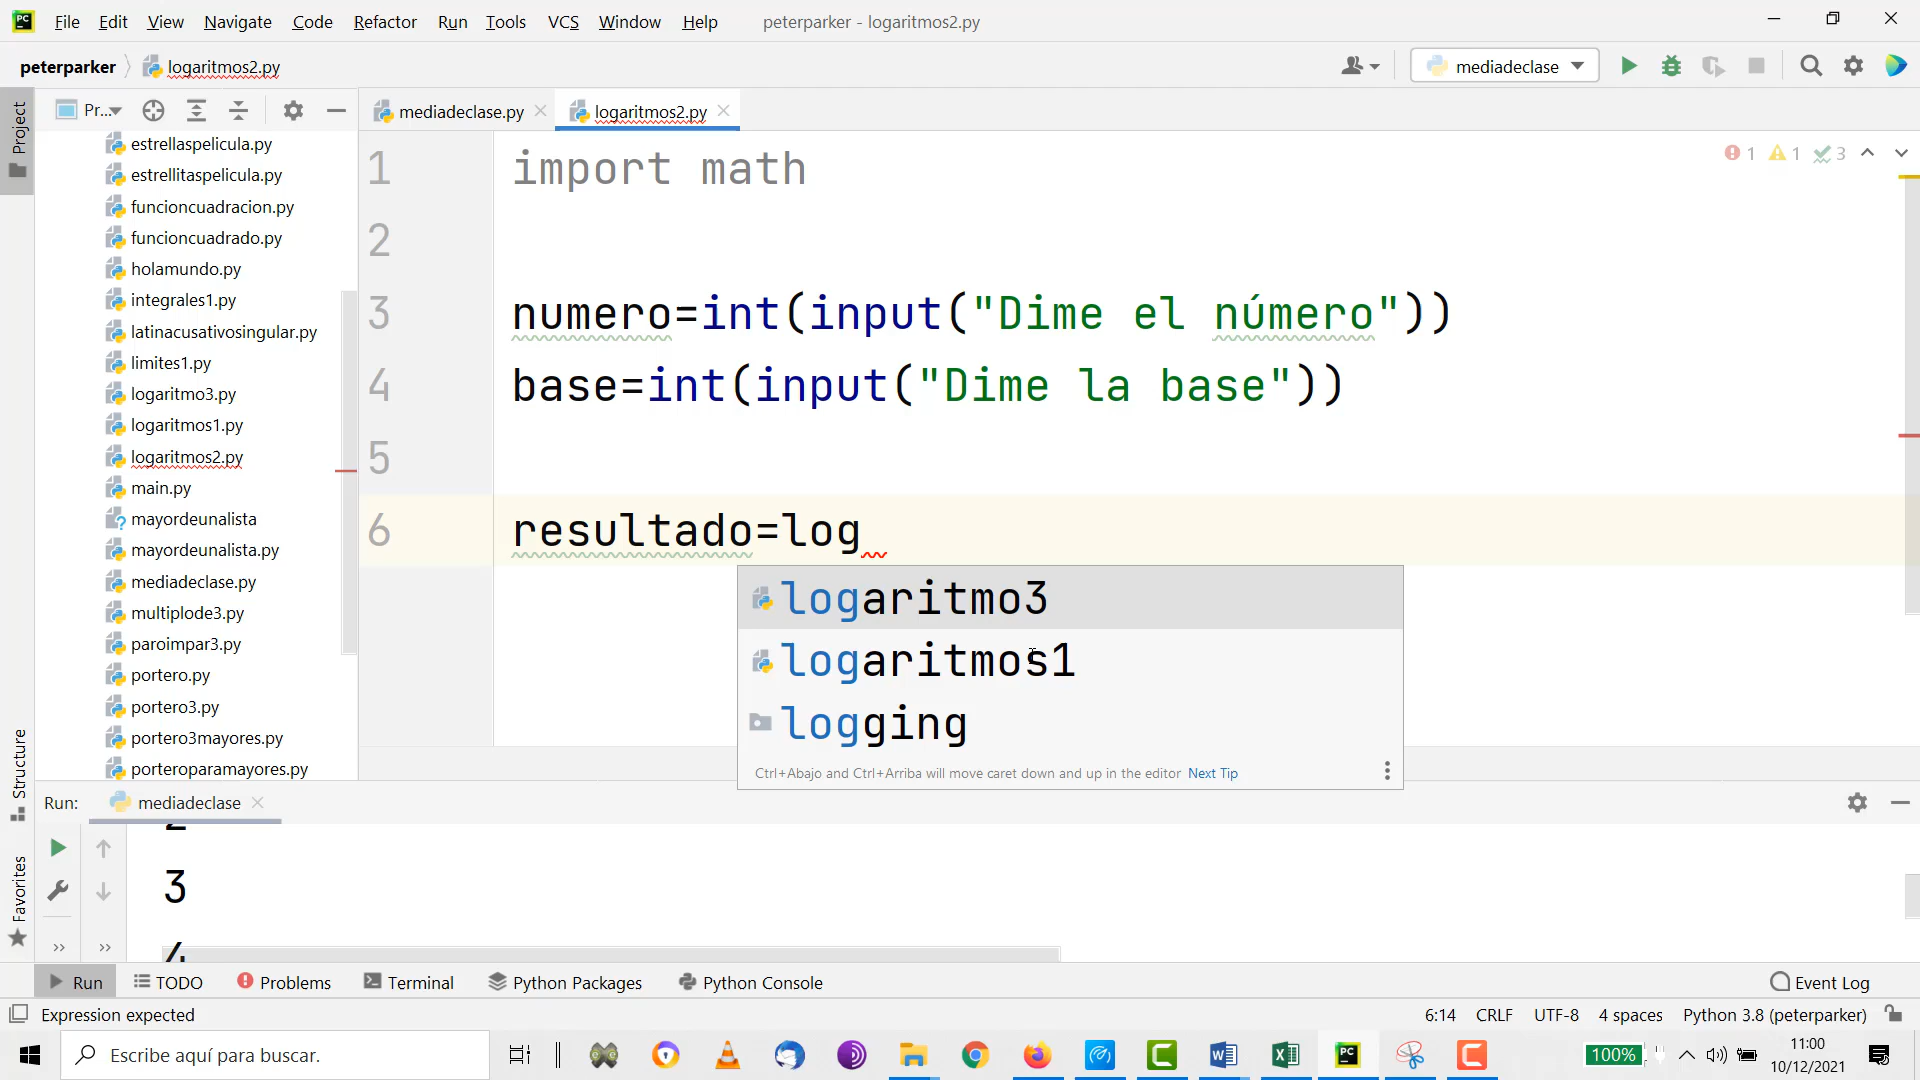 File Edit View Navigate Code Refactor Run Tools VCS Window Help peterparker - logaritmos2.py
peterparker logaritmos2.py mediadeclase
Project
Pr...
mediadeclase.py logaritmos2.py
estrellaspelicula.py
estrellitaspelicula.py
funcioncuadracion.py
funcioncuadrado.py
holamundo.py
integrales1.py
latinacusativosingular.py
limites1.py
logaritmo3.py
logaritmos1.py
logaritmos2.py
main.py
mayordeunalista
mayordeunalista.py
mediadeclase.py
multiplode3.py
paroimpar3.py
portero.py
portero3.py
portero3mayores.py
porteroparamayores.py
1 import math
2
3 numero=int(input("Dime el número"))
4 base=int(input("Dime la base"))
5
6 resultado=log
1 1 3
logaritmo3
logaritmos1
logging
Ctrl+Abajo and Ctrl+Arriba will move caret down and up in the editor Next Tip
Structure
Favorites
Run: mediadeclase
2
3
4
Run TODO Problems Terminal Python Packages Python Console Event Log
Expression expected 6:14 CRLF UTF-8 4 spaces Python 3.8 (peterparker)
Escribe aquí para buscar. 100% 11:00
10/12/2021